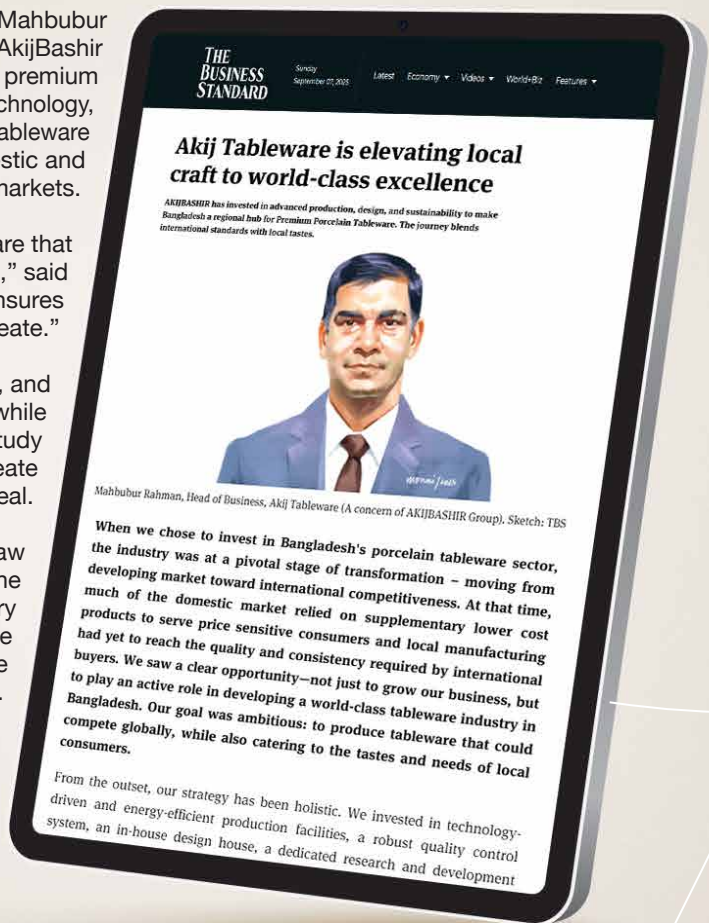 Mahbubur
AkijBashir
premium
chnology,
ableware
stic and
markets.
are that
,” said
nsures
eate.”
, and
while
tudy
eate
eal.
aw
ne
ry
e
e
.
THE
BUSINESS
STANDARD
Sunday
September 07, 2025
Latest Economy Videos World+Biz Features
Akij Tableware is elevating local
craft to world-class excellence
AKIJBASHIR has invested in advanced production, design, and sustainability to make
Bangladesh a regional hub for Premium Porcelain Tableware. The journey blends
international standards with local tastes.
Mahbubur Rahman, Head of Business, Akij Tableware (A concern of AKIJBASHIR Group). Sketch: TBS
When we chose to invest in Bangladesh's porcelain tableware sector,
the industry was at a pivotal stage of transformation – moving from
developing market toward international competitiveness. At that time,
much of the domestic market relied on supplementary lower cost
products to serve price sensitive consumers and local manufacturing
had yet to reach the quality and consistency required by international
buyers. We saw a clear opportunity—not just to grow our business, but
to play an active role in developing a world-class tableware industry in
Bangladesh. Our goal was ambitious: to produce tableware that could
compete globally, while also catering to the tastes and needs of local
consumers.
From the outset, our strategy has been holistic. We invested in technology-
driven and energy-efficient production facilities, a robust quality control
system, an in-house design house, a dedicated research and development